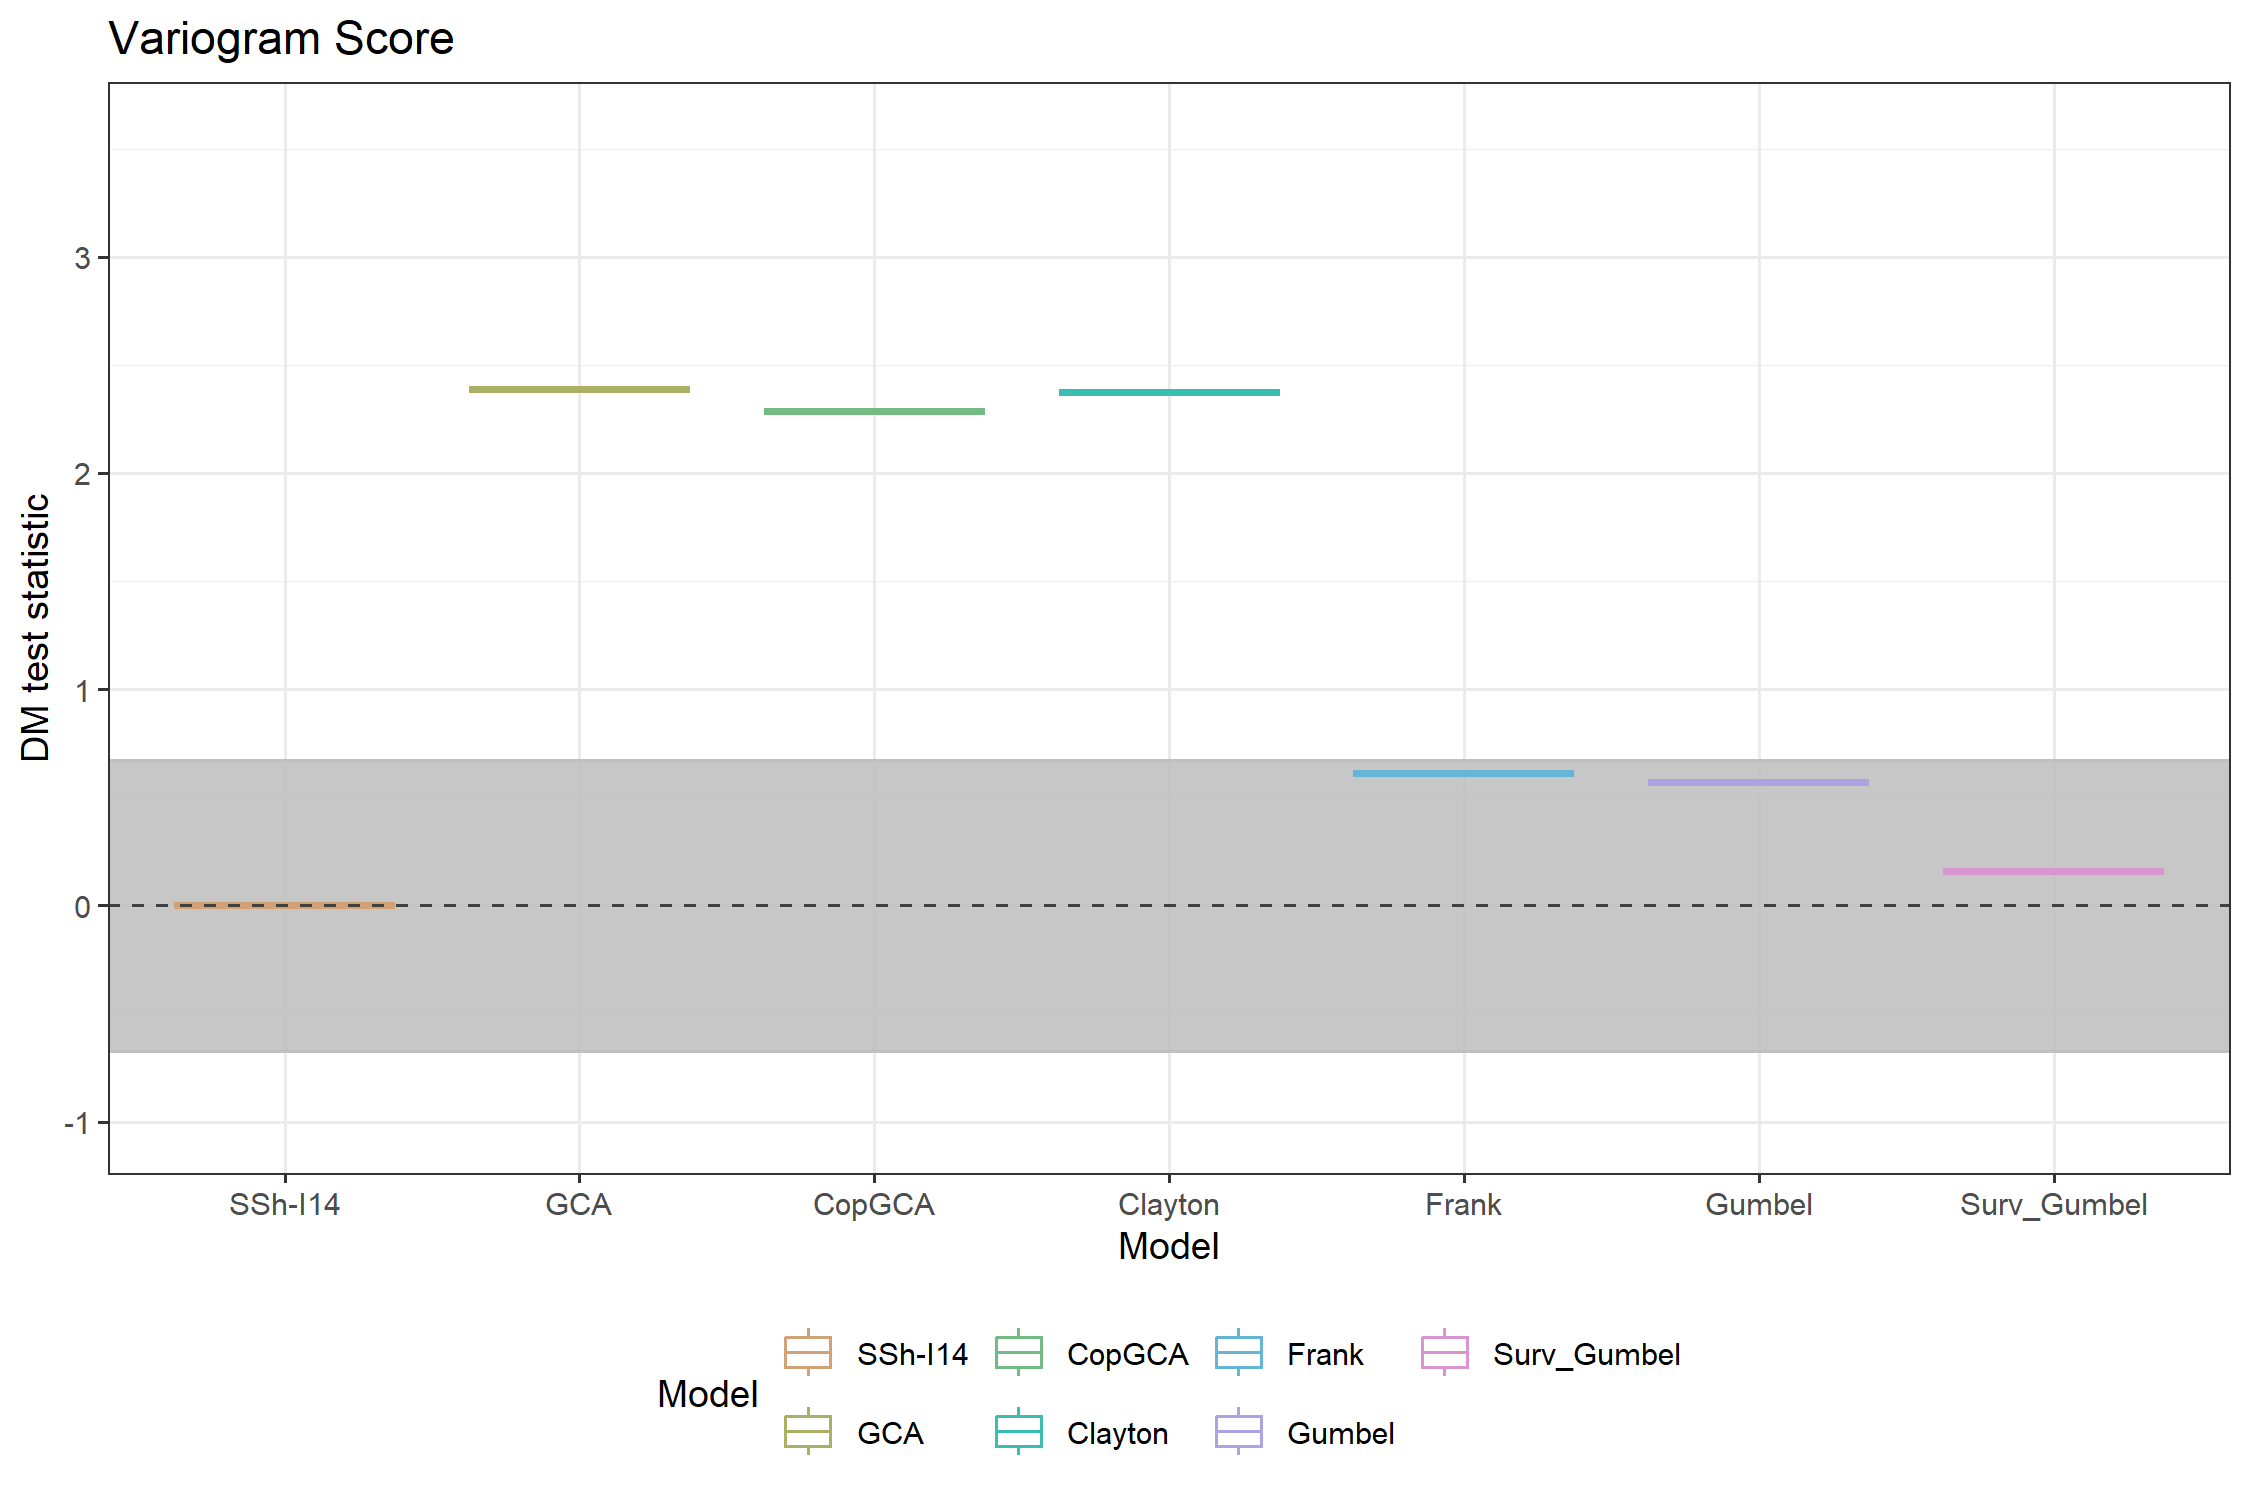 Variogram Score
DM test statistic
3
2
1
0
-1
SSh-I14 GCA CopGCA Clayton Frank Gumbel Surv_Gumbel
Model
Model
SSh-I14 CopGCA Frank Surv_Gumbel
GCA Clayton Gumbel